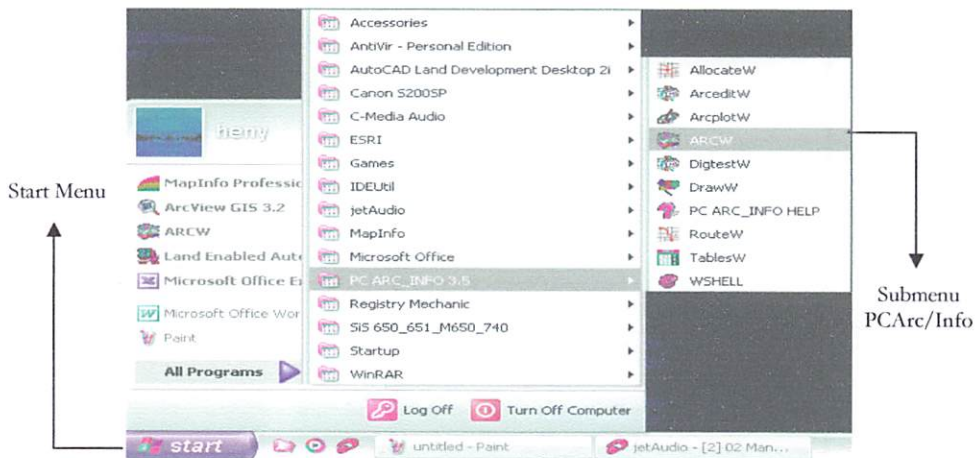 Start Menu
heny
MapInfo Professic
ArcView GIS 3.2
ARCW
Land Enabled Aut
Microsoft Office Ex
Microsoft Office Wor
Paint
All Programs
Accessories
AntiVir - Personal Edition
AutoCAD Land Development Desktop 2i
Canon S200SP
C-Media Audio
ESRI
Games
IDEUtil
jetAudio
MapInfo
Microsoft Office
PC ARC_INFO 3.5
Registry Mechanic
SiS 650_651_M650_740
Startup
WinRAR
AllocateW
ArceditW
ArcplotW
ARCW
DigtestW
DrawW
PC ARC_INFO HELP
RouteW
TablesW
WSHELL
Submenu
PCArc/Info
Log Off
Turn Off Computer
start
untitled - Paint
jetAudio - [2] 02 Man...